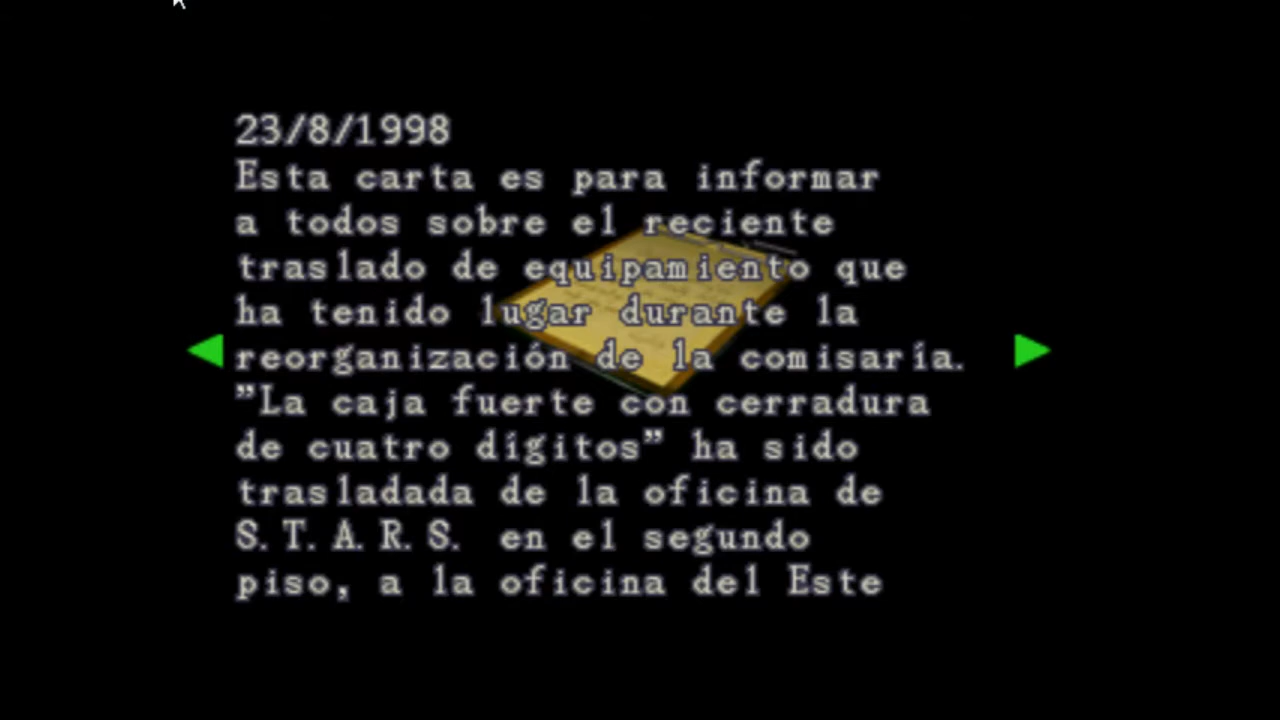 23/8/1998
Esta carta es para informar
a todos sobre el reciente
traslado de equipamiento que
ha tenido lugar durante la
reorganización de la comisaría.
”La caja fuerte con cerradura
de cuatro dígitos” ha sido
trasladada de la oficina de
S.T.A.R.S. en el segundo
piso, a la oficina del Este